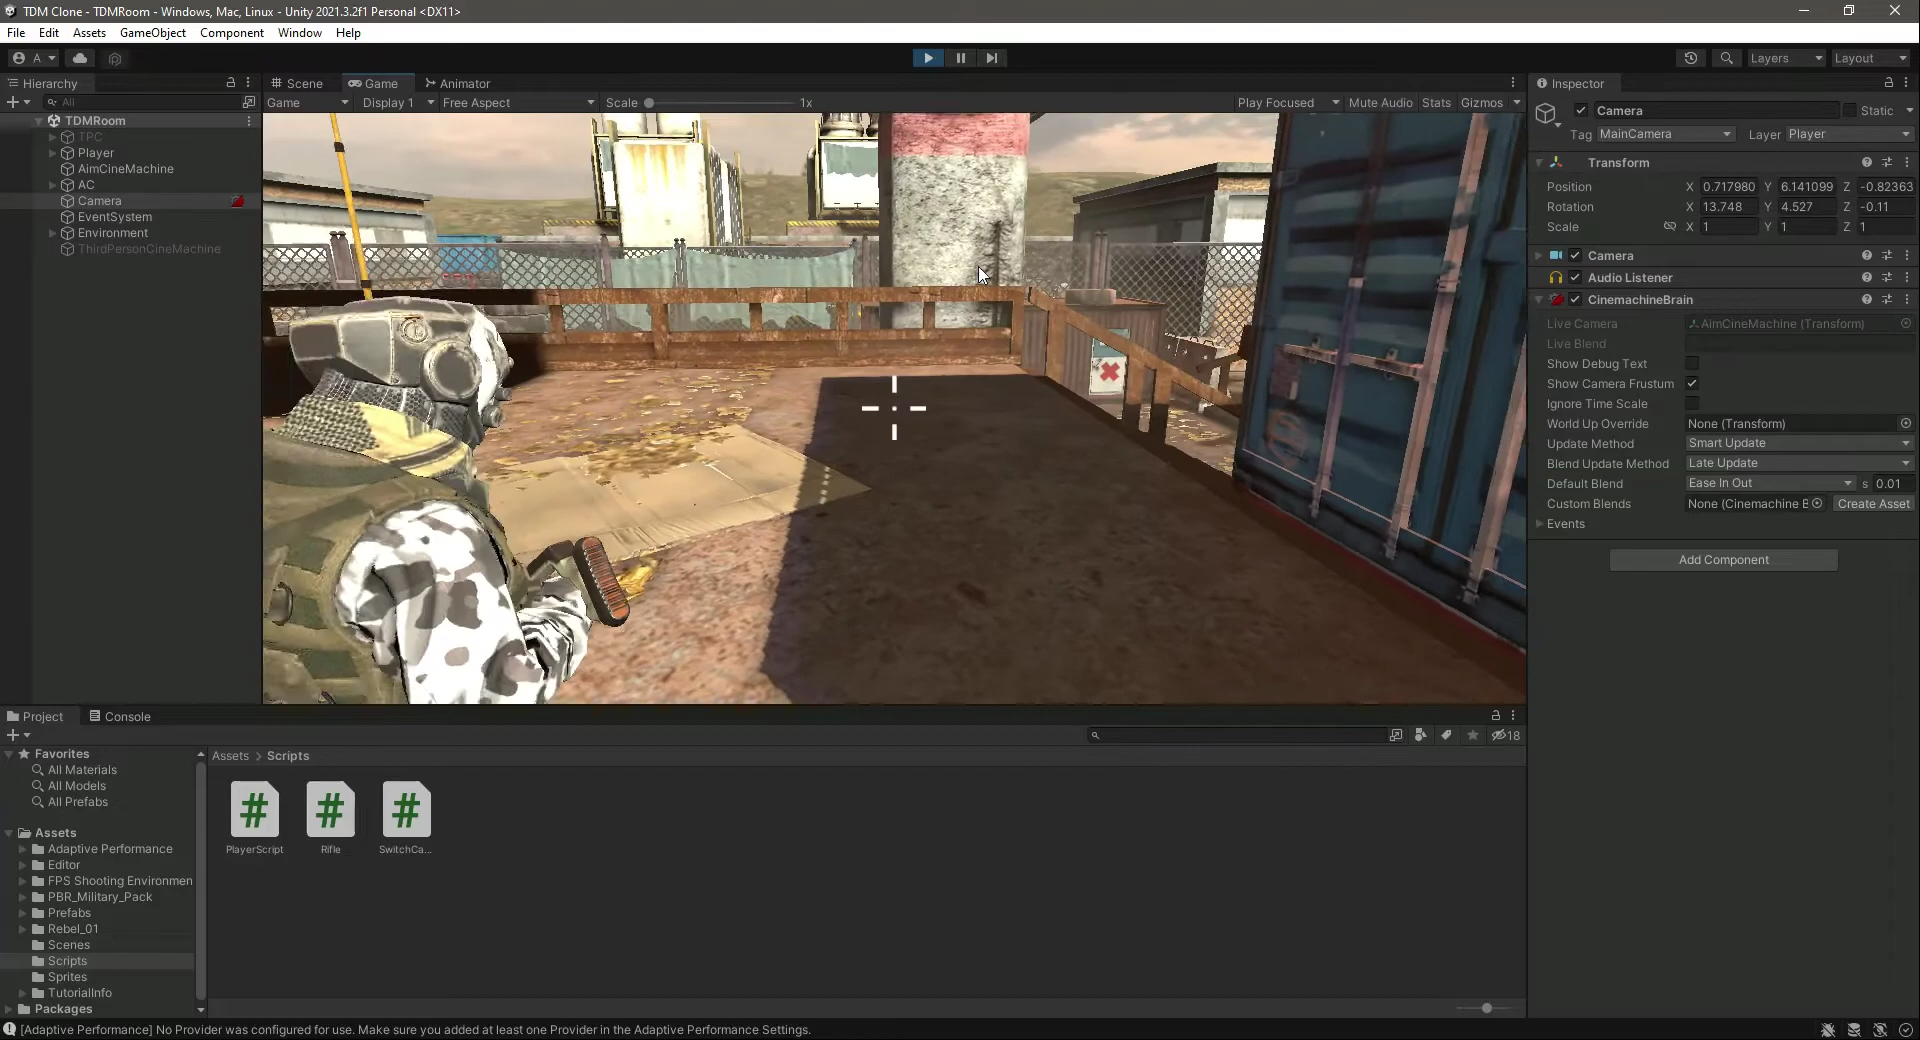 TDM Clone - TDMRoom - Windows, Mac, Linux - Unity 2021.3.2f1 Personal <DX11>
File Edit Assets GameObject Component Window Help
A Layers Layout
Hierarchy
All
TDMRoom
TPC
Player
AimCineMachine
AC
Camera
EventSystem
Environment
ThirdPersonCineMachine
Scene Game Animator
Game Display 1 Free Aspect Scale 1x Play Focused Mute Audio Stats Gizmos
Inspector
Camera Static
Tag MainCamera Layer Player
Transform
Position X 0.717980 Y 6.141099 Z -0.82363
Rotation X 13.748 Y 4.527 Z -0.11
Scale X 1 Y 1 Z 1
Camera
Audio Listener
CinemachineBrain
Live Camera AimCineMachine (Transform)
Live Blend
Show Debug Text
Show Camera Frustum
Ignore Time Scale
World Up Override None (Transform)
Update Method Smart Update
Blend Update Method Late Update
Default Blend Ease In Out s 0.01
Custom Blends None (Cinemachine B Create Asset
Events
Add Component
Project Console
18
Favorites
All Materials
All Models
All Prefabs
Assets
Adaptive Performance
Editor
FPS Shooting Environmen
PBR_Military_Pack
Prefabs
Rebel_01
Scenes
Scripts
Sprites
TutorialInfo
Packages
Assets > Scripts
PlayerScript Rifle SwitchCa...
[Adaptive Performance] No Provider was configured for use. Make sure you added at least one Provider in the Adaptive Performance Settings.